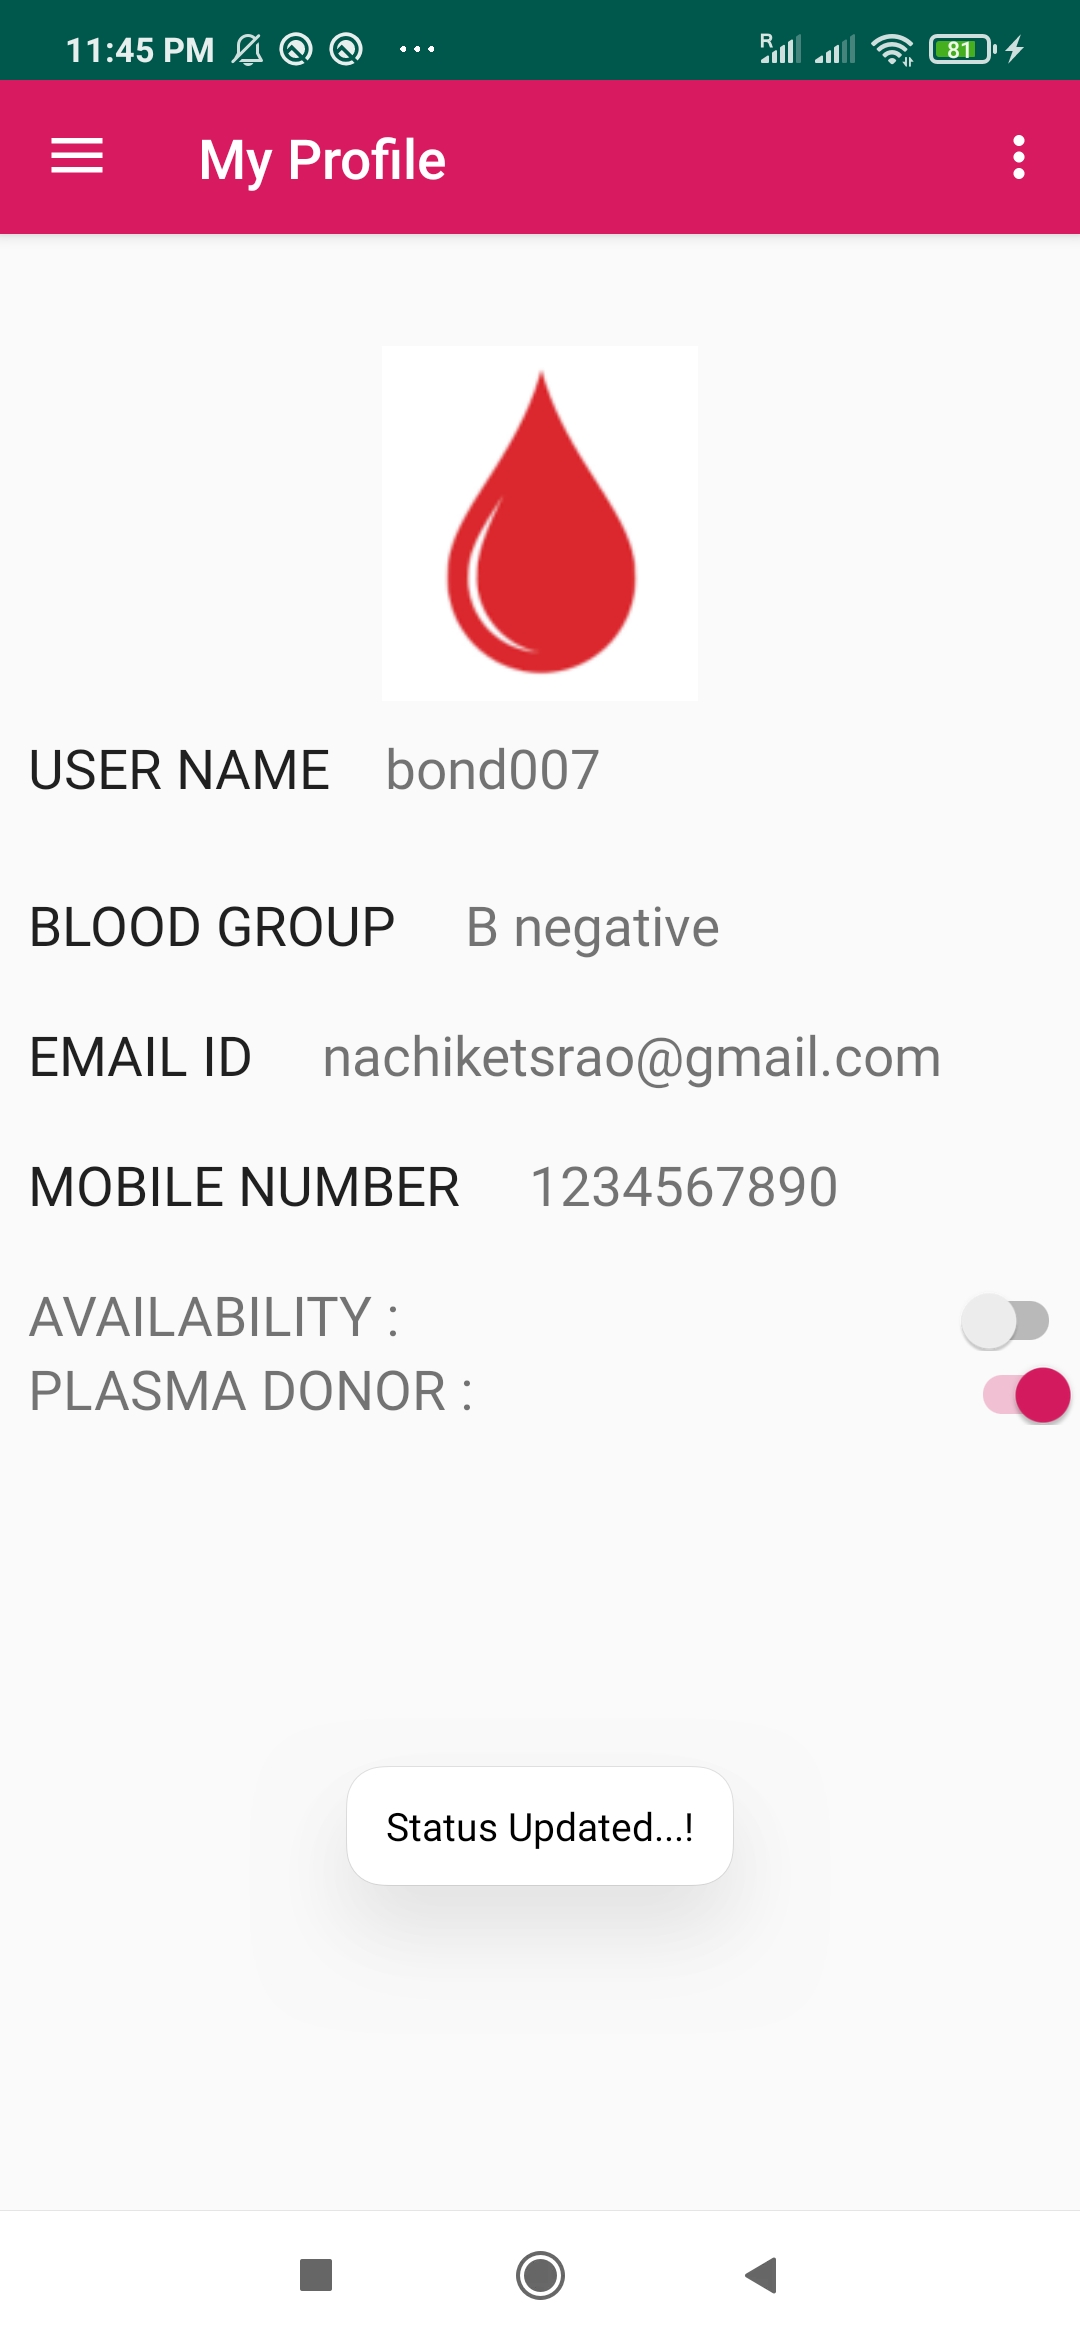 11:45 PM
R
81
My Profile
USER NAME bond007
BLOOD GROUP B negative
EMAIL ID nachiketsrao@gmail.com
MOBILE NUMBER 1234567890
AVAILABILITY :
PLASMA DONOR :
Status Updated...!